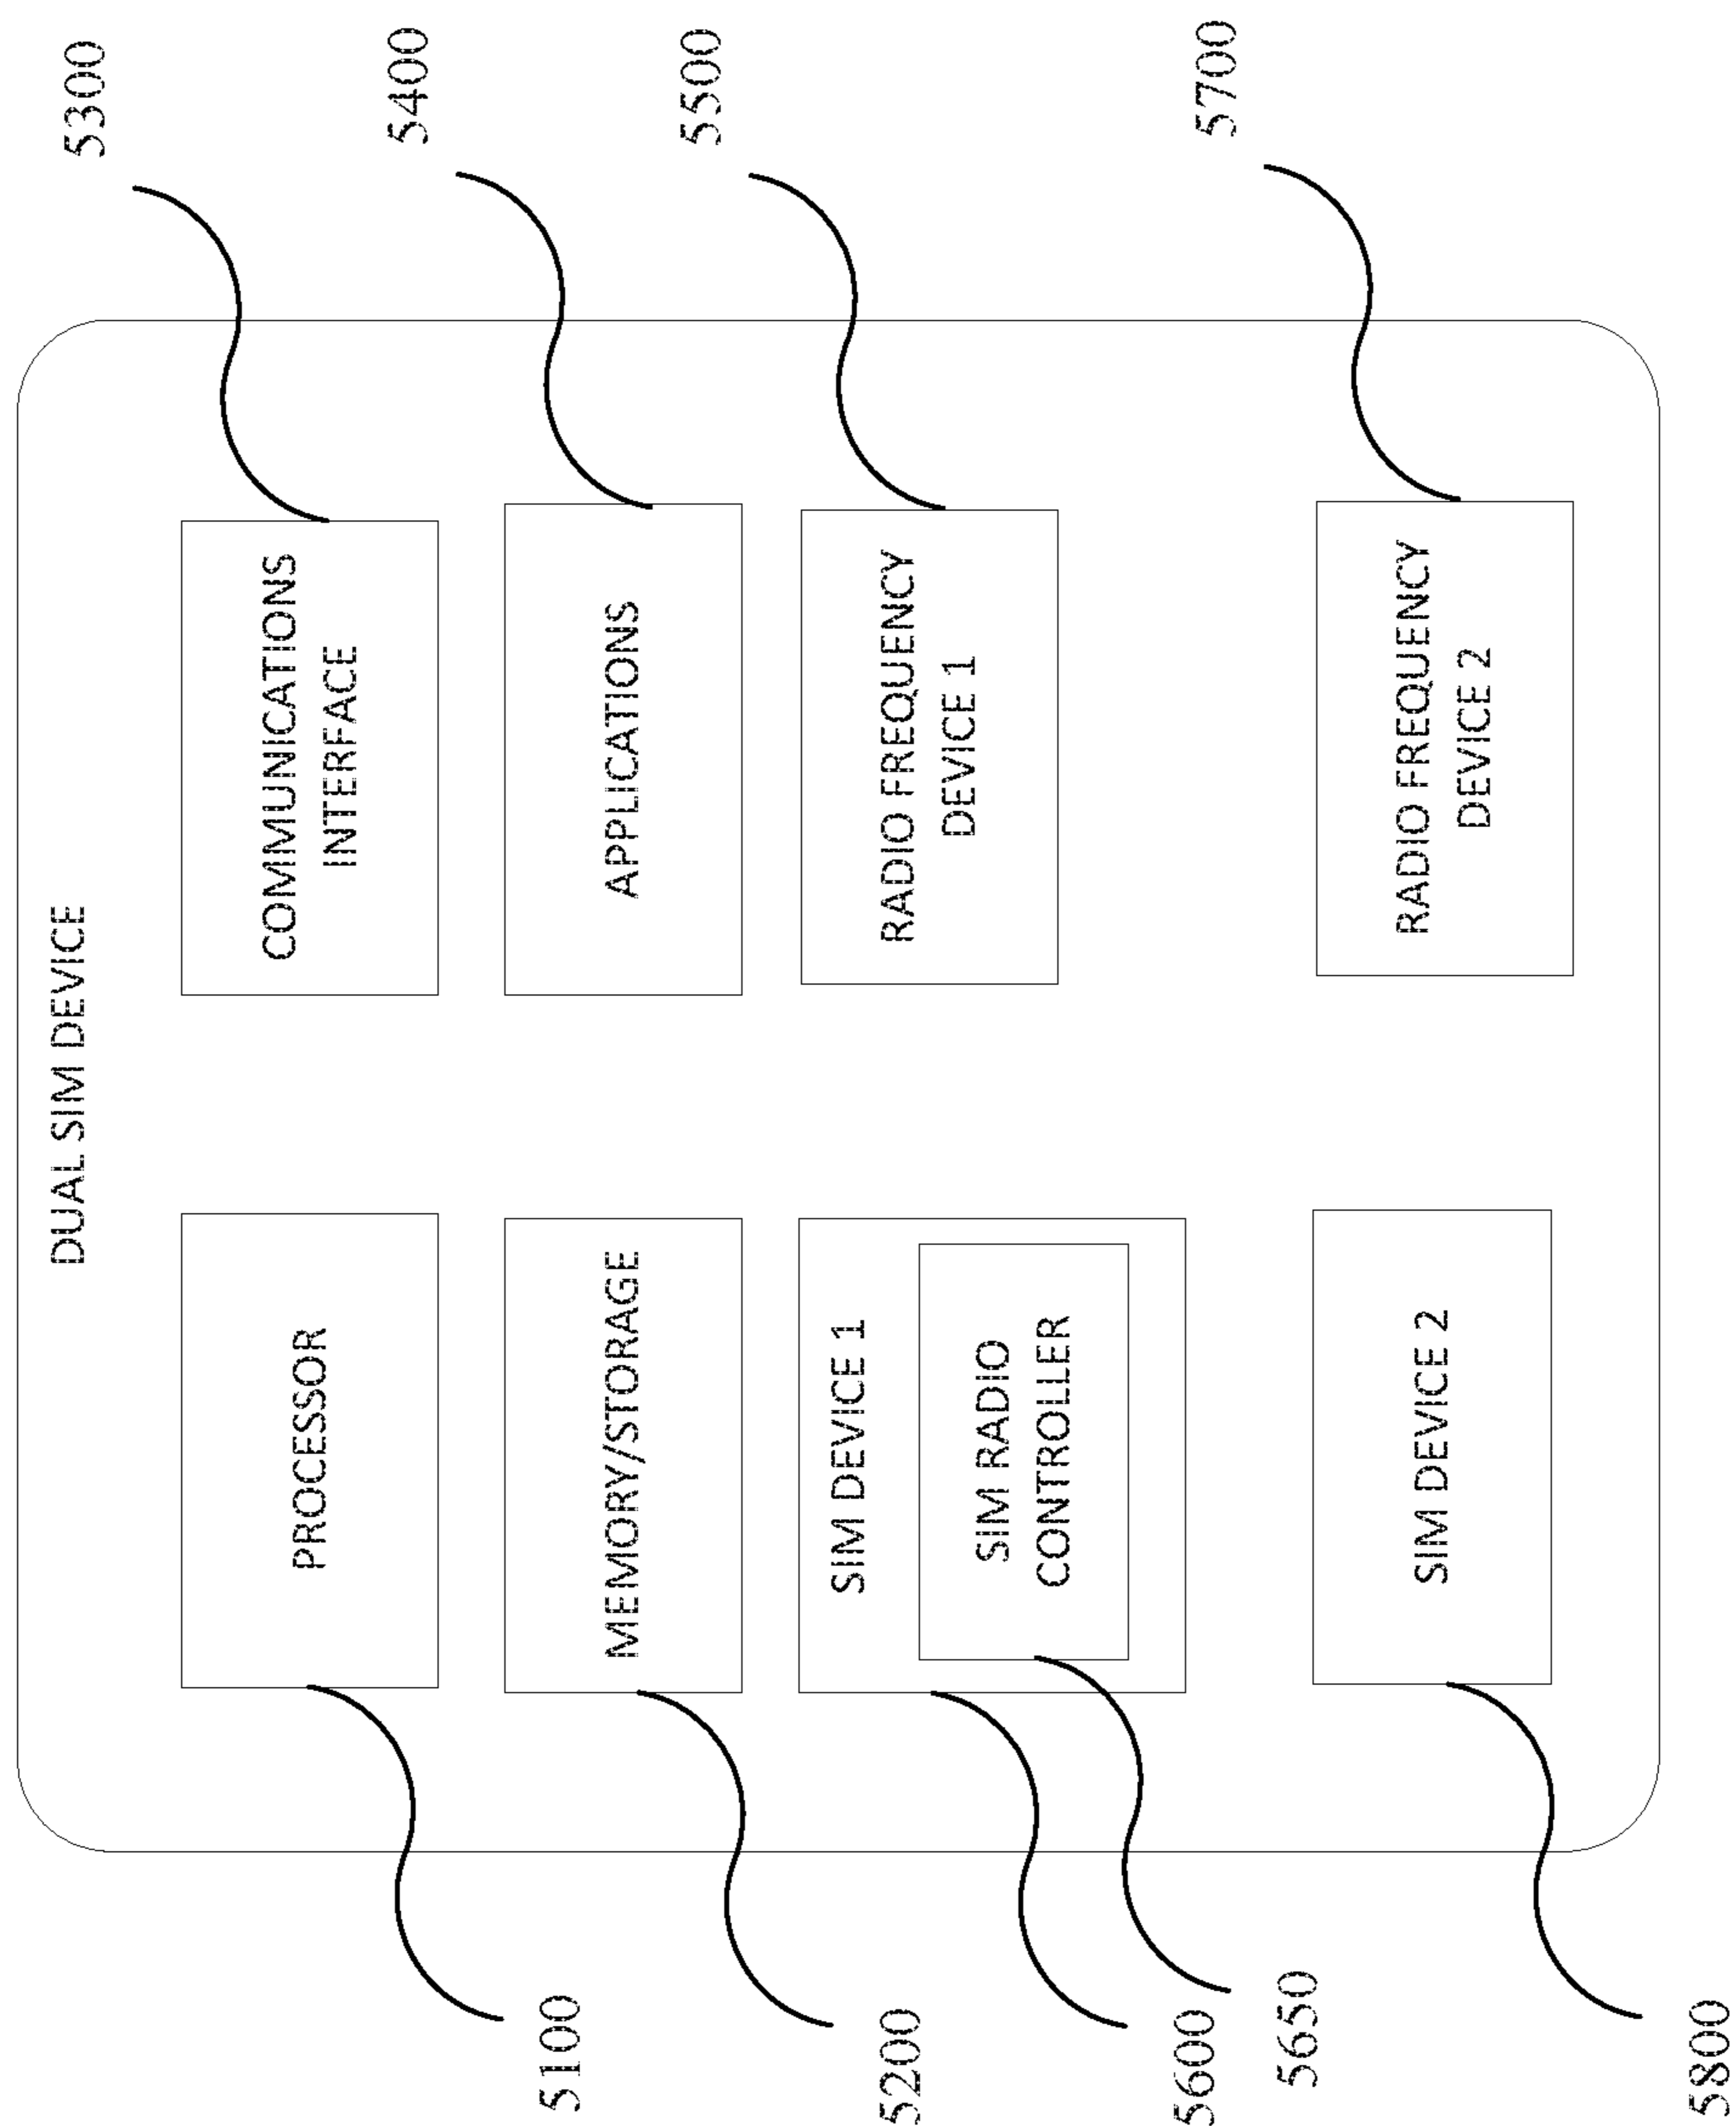 DUAL SIM DEVICE
5100
PROCESSOR
COMMUNICATIONS
INTERFACE
5300
5200
MEMORY/STORAGE
APPLICATIONS
5400
5600
SIM DEVICE 1
5650
SIM RADIO
CONTROLLER
RADIO FREQUENCY
DEVICE 1
5500
5800
SIM DEVICE 2
RADIO FREQUENCY
DEVICE 2
5700